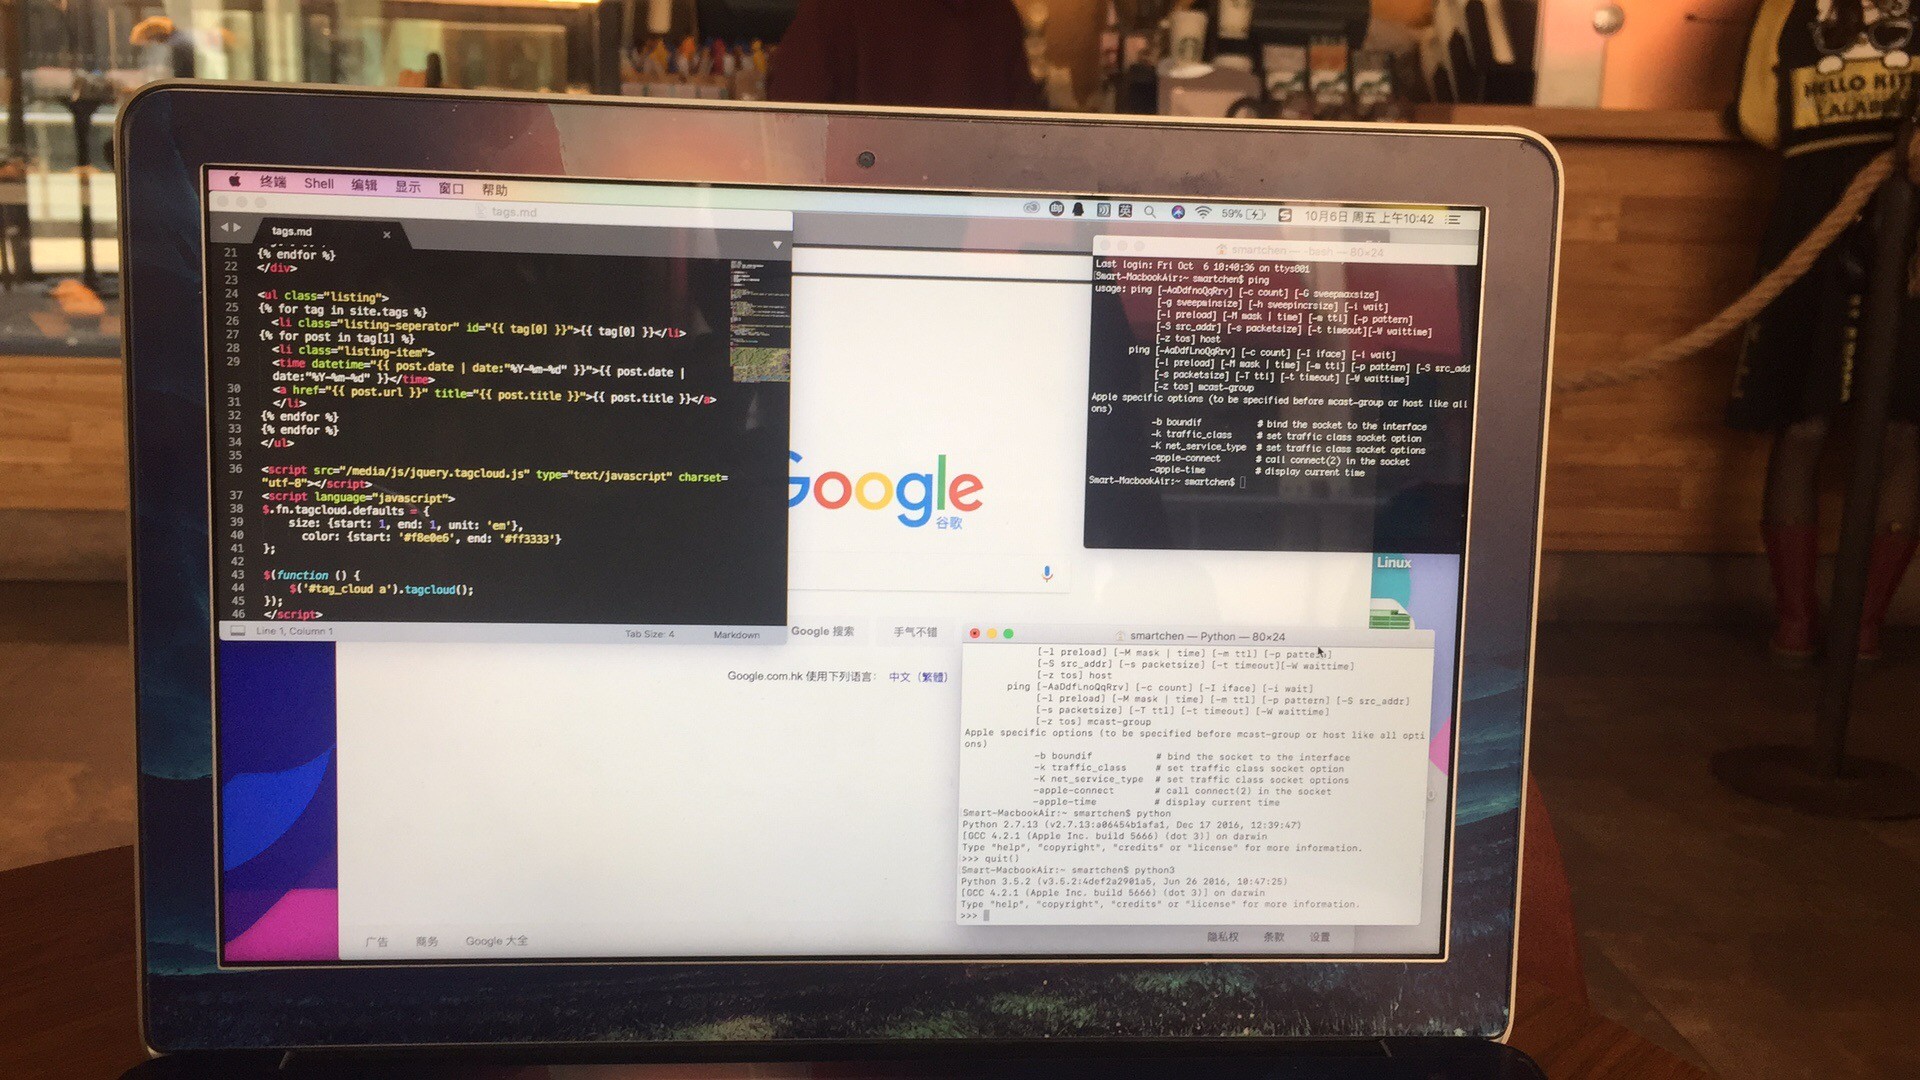 终端 Shell 编辑 显示 窗口 帮助
59% 10月6日 周五 上午10:42
英
tags.md
tags.md
21 {% endfor %}
22 </div>
23
24 <ul class="listing">
25 {% for tag in site.tags %}
26 <li class="listing-seperator" id="{{ tag[0] }}">{{ tag[0] }}</li>
27 {% for post in tag[1] %}
28 <li class="listing-item">
29 <time datetime="{{ post.date | date:"%Y-%m-%d" }}">{{ post.date |
date:"%Y-%m-%d" }}</time>
30 <a href="{{ post.url }}" title="{{ post.title }}">{{ post.title }}</a>
31 </li>
32 {% endfor %}
33 {% endfor %}
34 </ul>
35
36 <script src="/media/js/jquery.tagcloud.js" type="text/javascript" charset=
"utf-8"></script>
37 <script language="javascript">
38 $.fn.tagcloud.defaults = {
39 size: {start: 1, end: 1, unit: 'em'},
40 color: {start: '#f8e0e6', end: '#ff3333'}
41 };
42
43 $(function () {
44 $('#tag_cloud a').tagcloud();
45 });
46 </script>
Line 1, Column 1 Tab Size: 4 Markdown
Google
谷歌
Google 搜索 手气不错
Google.com.hk 使用下列语言: 中文（繁體）
广告 商务 Google 大全
隐私权 条款 设置
smartchen — -bash — 80×24
Last login: Fri Oct 6 10:40:36 on ttys001
[Smart-MacbookAir:~ smartchen$ ping
usage: ping [-AaDdfnoQqRrv] [-c count] [-G sweepmaxsize]
[-g sweepminsize] [-h sweepincrsize] [-i wait]
[-l preload] [-M mask | time] [-m ttl] [-p pattern]
[-S src_addr] [-s packetsize] [-t timeout][-W waittime]
[-z tos] host
ping [-AaDdfLnoQqRrv] [-c count] [-I iface] [-i wait]
[-l preload] [-M mask | time] [-m ttl] [-p pattern] [-S src_add
[-s packetsize] [-T ttl] [-t timeout] [-W waittime]
[-z tos] mcast-group
Apple specific options (to be specified before mcast-group or host like all
ons)
-b boundif # bind the socket to the interface
-k traffic_class # set traffic class socket option
-K net_service_type # set traffic class socket options
-apple-connect # call connect(2) in the socket
-apple-time # display current time
Smart-MacbookAir:~ smartchen$
Linux
smartchen — Python — 80×24
[-l preload] [-M mask | time] [-m ttl] [-p pattern]
[-S src_addr] [-s packetsize] [-t timeout][-W waittime]
[-z tos] host
ping [-AaDdfLnoQqRrv] [-c count] [-I iface] [-i wait]
[-l preload] [-M mask | time] [-m ttl] [-p pattern] [-S src_addr]
[-s packetsize] [-T ttl] [-t timeout] [-W waittime]
[-z tos] mcast-group
Apple specific options (to be specified before mcast-group or host like all opti
ons)
-b boundif # bind the socket to the interface
-k traffic_class # set traffic class socket option
-K net_service_type # set traffic class socket options
-apple-connect # call connect(2) in the socket
-apple-time # display current time
[Smart-MacbookAir:~ smartchen$ python
Python 2.7.13 (v2.7.13:a06454b1afa1, Dec 17 2016, 12:39:47)
[GCC 4.2.1 (Apple Inc. build 5666) (dot 3)] on darwin
Type "help", "copyright", "credits" or "license" for more information.
>>> quit()
Smart-MacbookAir:~ smartchen$ python3
Python 3.5.2 (v3.5.2:4def2a2901a5, Jun 26 2016, 10:47:25)
[GCC 4.2.1 (Apple Inc. build 5666) (dot 3)] on darwin
Type "help", "copyright", "credits" or "license" for more information.
>>>
HELLO